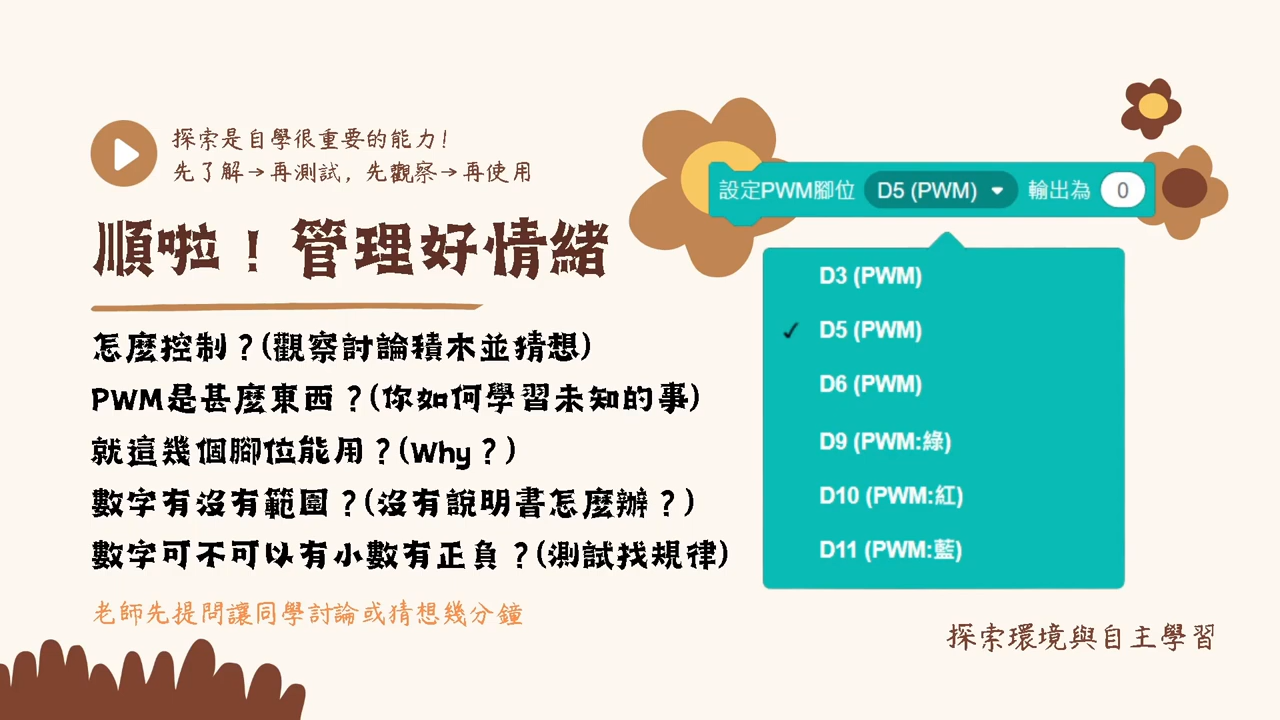 探索是自學很重要的能力！
先了解→再測試，先觀察→再使用
順啦！管理好情緒
怎麼控制？(觀察討論積木並猜想)
PWM是甚麼東西？(你如何學習未知的事)
就這幾個腳位能用？(Why？)
數字有沒有範圍？(沒有說明書怎麼辦？)
數字可不可以有小數有正負？(測試找規律)
老師先提問讓同學討論或猜想幾分鐘
設定PWM腳位 D5 (PWM) 輸出為 0
D3 (PWM)
✓ D5 (PWM)
D6 (PWM)
D9 (PWM:綠)
D10 (PWM:紅)
D11 (PWM:藍)
探索環境與自主學習